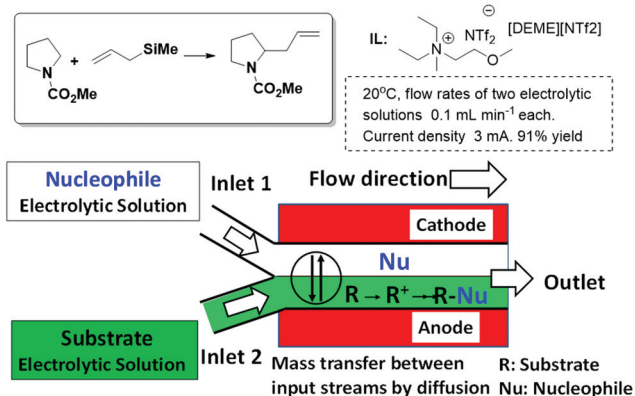 +
SiMe
N
CO2Me
N
CO2Me
IL:
N
+
O
NTf2
[DEME][NTf2]
20°C, flow rates of two electrolytic
solutions 0.1 mL min-1 each.
Current density 3 mA. 91% yield
Nucleophile
Electrolytic Solution
Inlet 1
Flow direction
Cathode
Nu
Outlet
R → R+ → R-Nu
Anode
Substrate
Electrolytic Solution
Inlet 2
Mass transfer between
input streams by diffusion
R: Substrate
Nu: Nucleophile